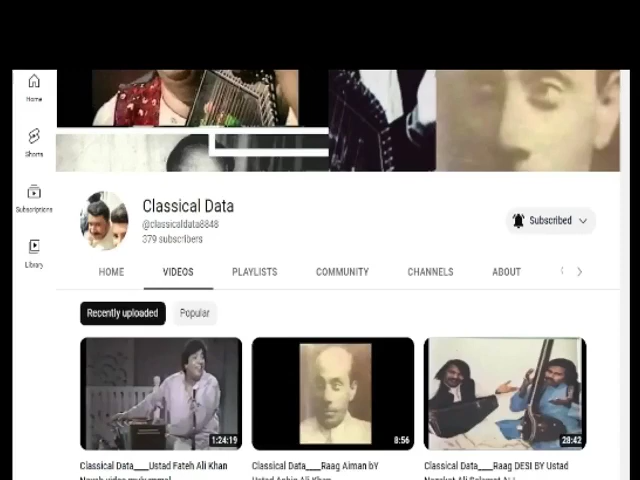 Home
Shorts
Subscriptions
Library
Classical Data
@classicaldata8848
379 subscribers
Subscribed
HOME VIDEOS PLAYLISTS COMMUNITY CHANNELS ABOUT
Recently uploaded Popular
1:24:19 8:56 28:42
Classical Data___Ustad Fateh Ali Khan
Classical Data___Raag Aiman bY
Classical Data___Raag DESI BY Ustad